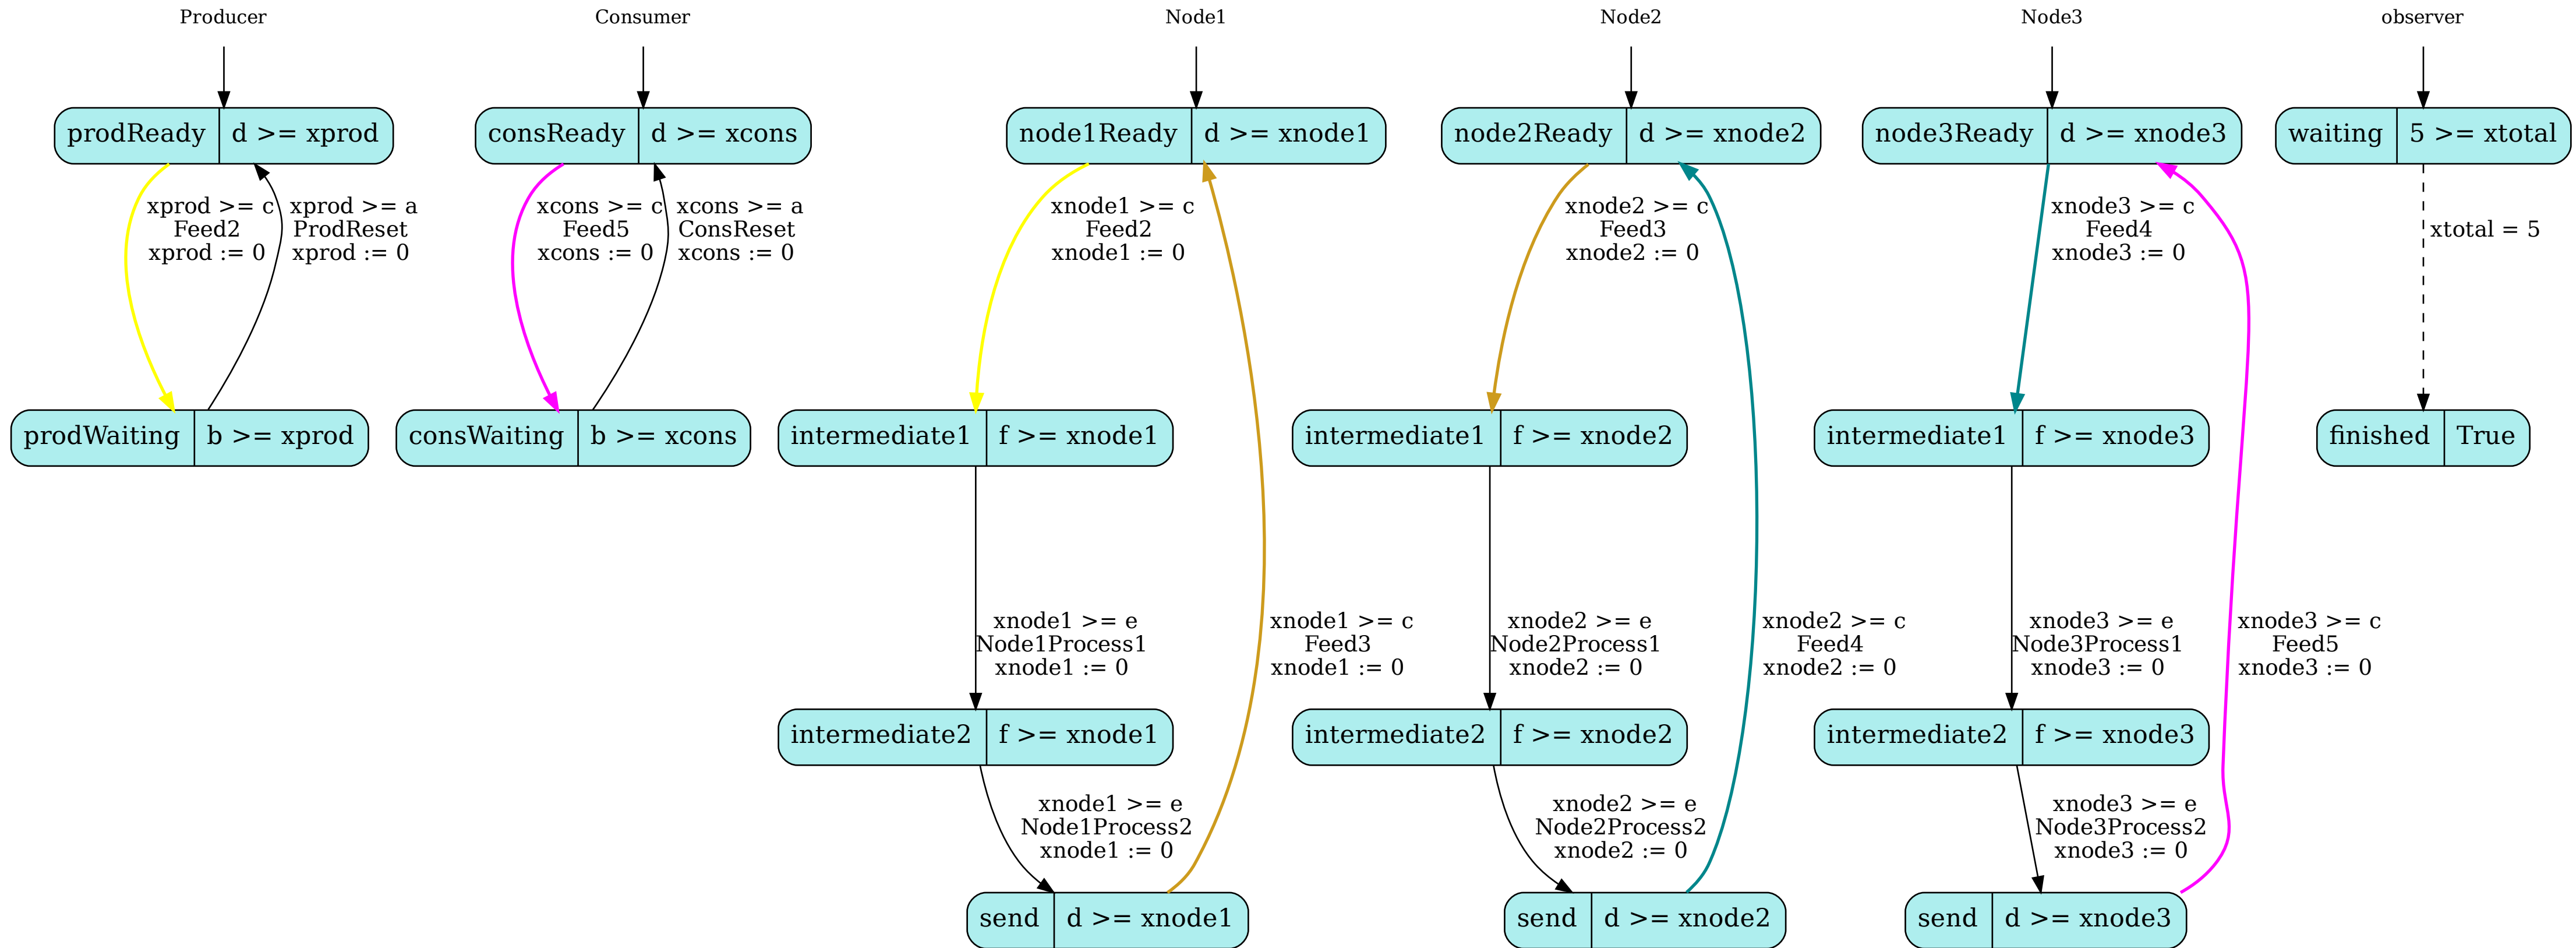 Producer
prodReady d >= xprod
xprod >= c
Feed2
xprod := 0
xprod >= a
ProdReset
xprod := 0
prodWaiting b >= xprod
Consumer
consReady d >= xcons
xcons >= c
Feed5
xcons := 0
xcons >= a
ConsReset
xcons := 0
consWaiting b >= xcons
Node1
node1Ready d >= xnode1
xnode1 >= c
Feed2
xnode1 := 0
intermediate1 f >= xnode1
xnode1 >= e
Node1Process1
xnode1 := 0
xnode1 >= c
Feed3
xnode1 := 0
intermediate2 f >= xnode1
xnode1 >= e
Node1Process2
xnode1 := 0
send d >= xnode1
Node2
node2Ready d >= xnode2
xnode2 >= c
Feed3
xnode2 := 0
intermediate1 f >= xnode2
xnode2 >= e
Node2Process1
xnode2 := 0
xnode2 >= c
Feed4
xnode2 := 0
intermediate2 f >= xnode2
xnode2 >= e
Node2Process2
xnode2 := 0
send d >= xnode2
Node3
node3Ready d >= xnode3
xnode3 >= c
Feed4
xnode3 := 0
intermediate1 f >= xnode3
xnode3 >= e
Node3Process1
xnode3 := 0
xnode3 >= c
Feed5
xnode3 := 0
intermediate2 f >= xnode3
xnode3 >= e
Node3Process2
xnode3 := 0
send d >= xnode3
observer
waiting 5 >= xtotal
xtotal = 5
finished True